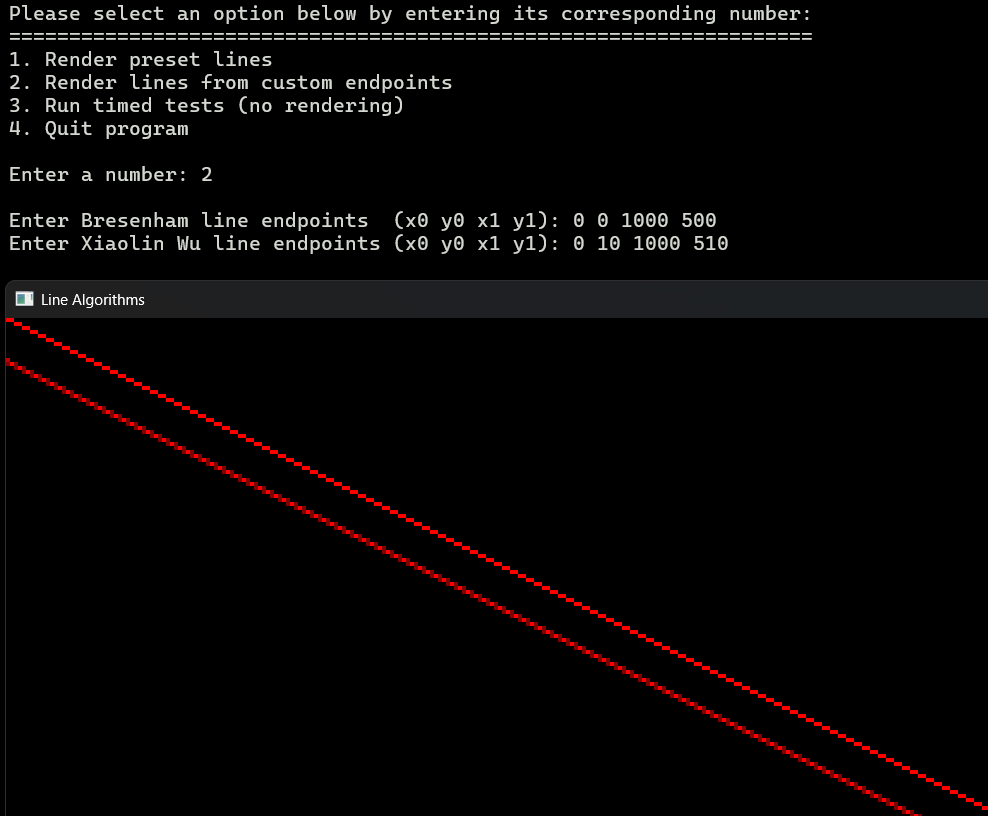 Please select an option below by entering its corresponding number:
===================================================================
1. Render preset lines
2. Render lines from custom endpoints
3. Run timed tests (no rendering)
4. Quit program
Enter a number: 2
Enter Bresenham line endpoints  (x0 y0 x1 y1): 0 0 1000 500
Enter Xiaolin Wu line endpoints (x0 y0 x1 y1): 0 10 1000 510
Line Algorithms